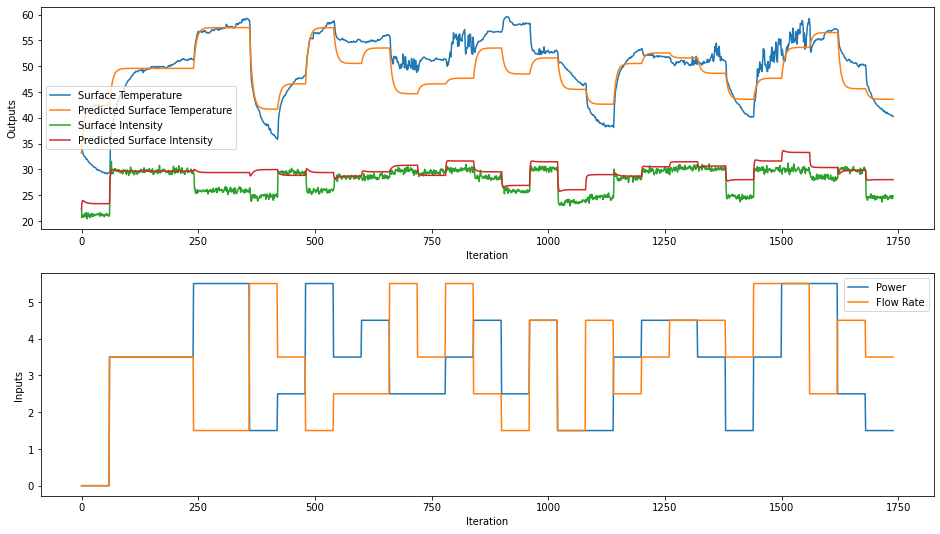 60
55
50
45
40
35
30
25
20
Outputs
Surface Temperature
Predicted Surface Temperature
Surface Intensity
Predicted Surface Intensity
0 250 500 750 1000 1250 1500 1750
Iteration
5
4
3
2
1
0
Inputs
Power
Flow Rate
0 250 500 750 1000 1250 1500 1750
Iteration